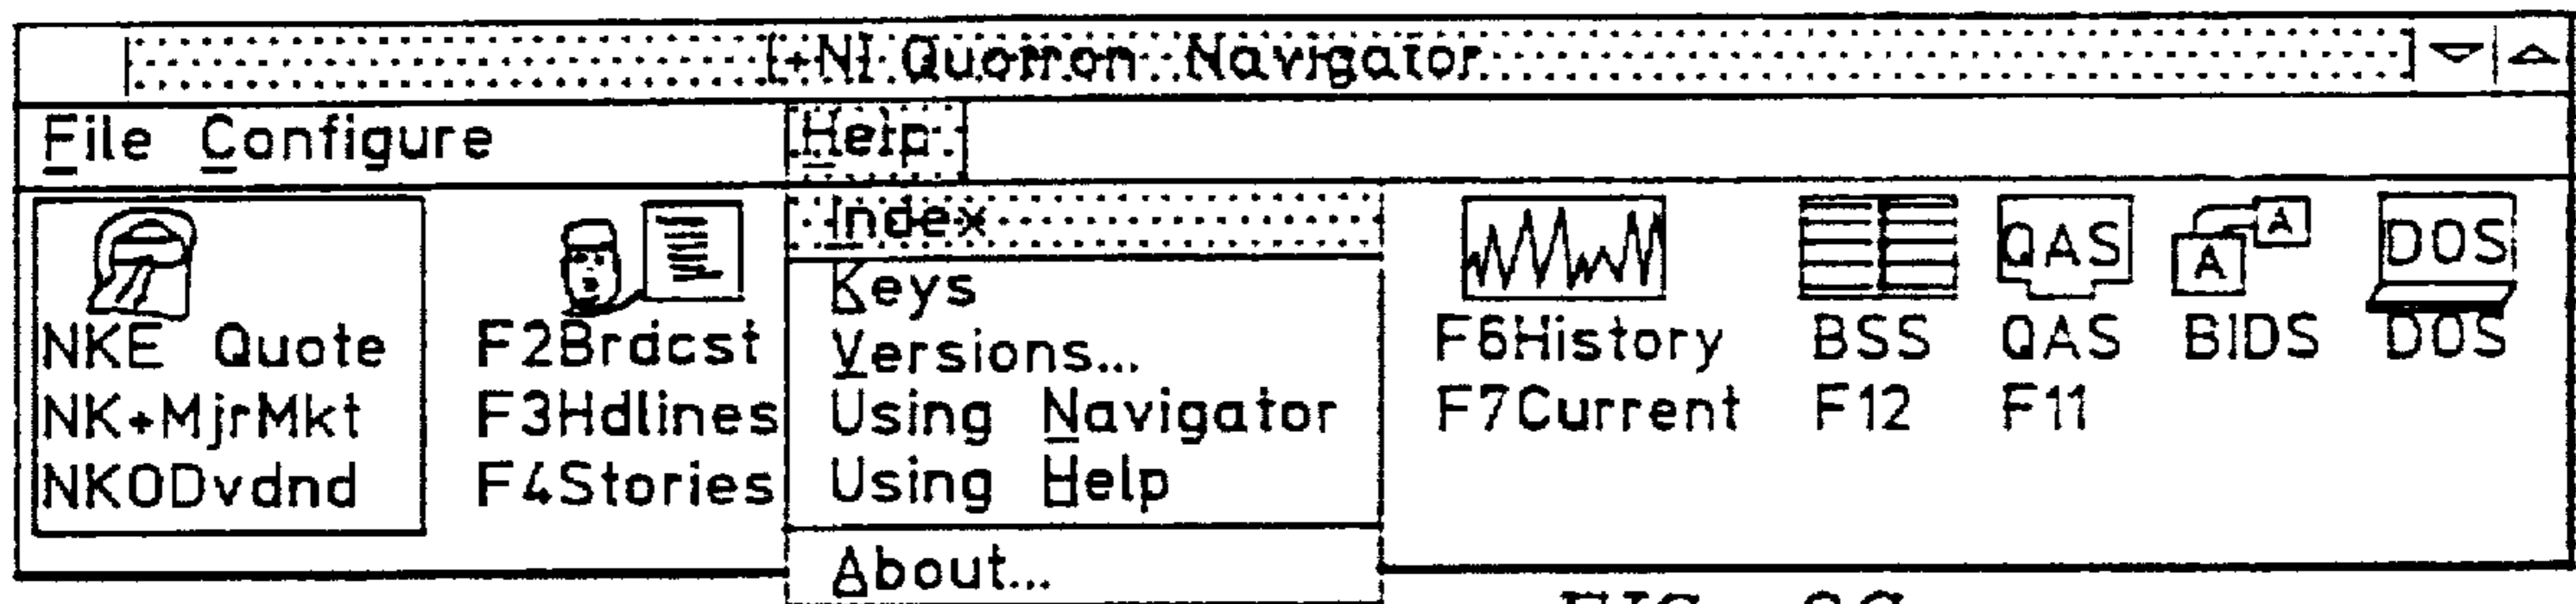 [+N] Quotron Navigator
File Configure Help
Index
Keys
Versions...
Using Navigator
Using Help
About...
NKE Quote
NK+MjrMkt
NKODvdnd
F2Brdcst
F3Hdlines
F4Stories
F6History
F7Current
BSS
F12
QAS
QAS
F11
A
A
BIDS
DOS
DOS